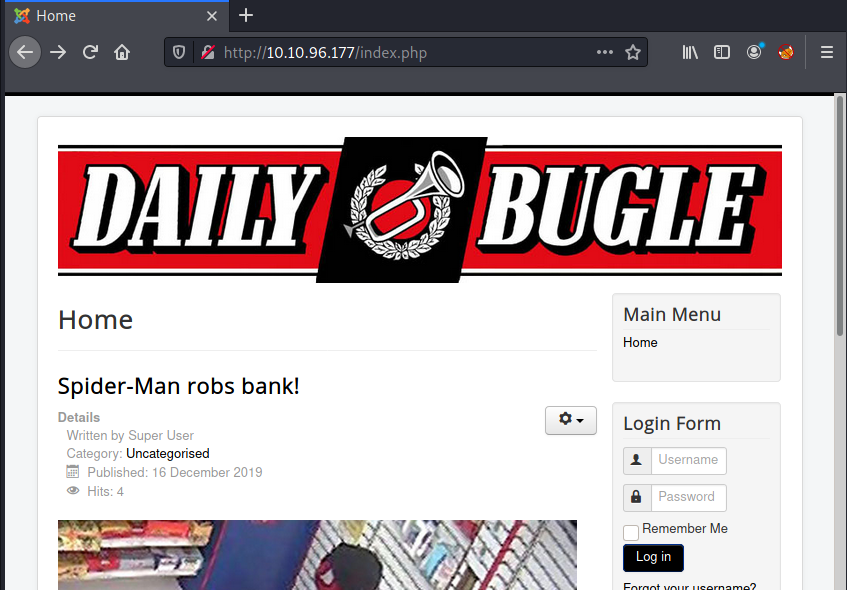 Home
http://10.10.96.177/index.php
DAILY BUGLE
Home
Spider-Man robs bank!
Details
Written by Super User
Category: Uncategorised
Published: 16 December 2019
Hits: 4
Main Menu
Home
Login Form
Username
Password
Remember Me
Log in
Forgot your username?